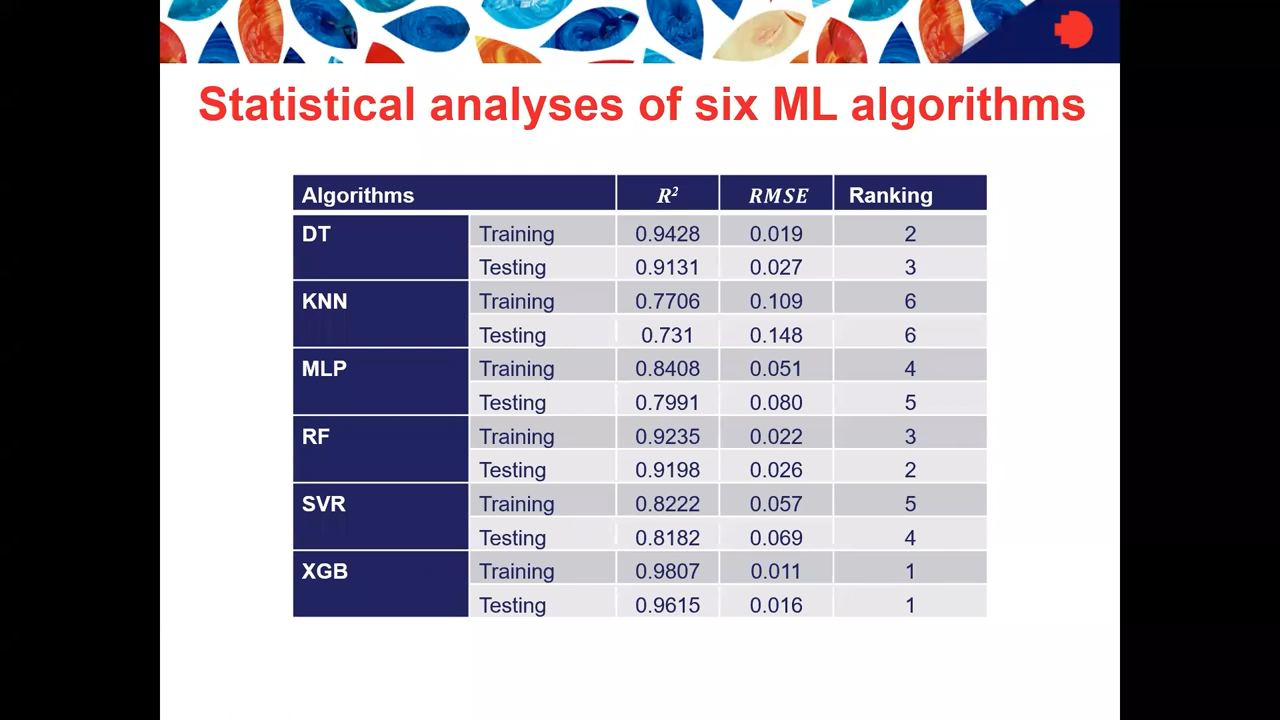 Statistical analyses of six ML algorithms
Algorithms R² RMSE Ranking
DT Training 0.9428 0.019 2
Testing 0.9131 0.027 3
KNN Training 0.7706 0.109 6
Testing 0.731 0.148 6
MLP Training 0.8408 0.051 4
Testing 0.7991 0.080 5
RF Training 0.9235 0.022 3
Testing 0.9198 0.026 2
SVR Training 0.8222 0.057 5
Testing 0.8182 0.069 4
XGB Training 0.9807 0.011 1
Testing 0.9615 0.016 1